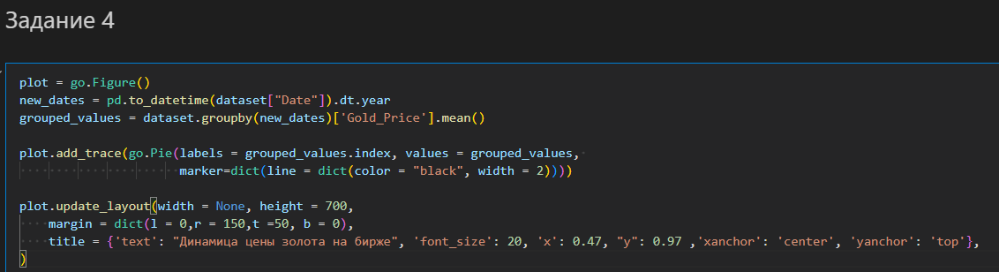 Задание 4
plot = go.Figure()
new_dates = pd.to_datetime(dataset["Date"]).dt.year
grouped_values = dataset.groupby(new_dates)['Gold_Price'].mean()
plot.add_trace(go.Pie(labels = grouped_values.index, values = grouped_values,
marker=dict(line = dict(color = "black", width = 2))))
plot.update_layout(width = None, height = 700,
margin = dict(l = 0,r = 150,t =50, b = 0),
title = {'text': "Динамица цены золота на бирже", 'font_size': 20, 'x': 0.47, "y": 0.97 ,'xanchor': 'center', 'yanchor': 'top'},
)